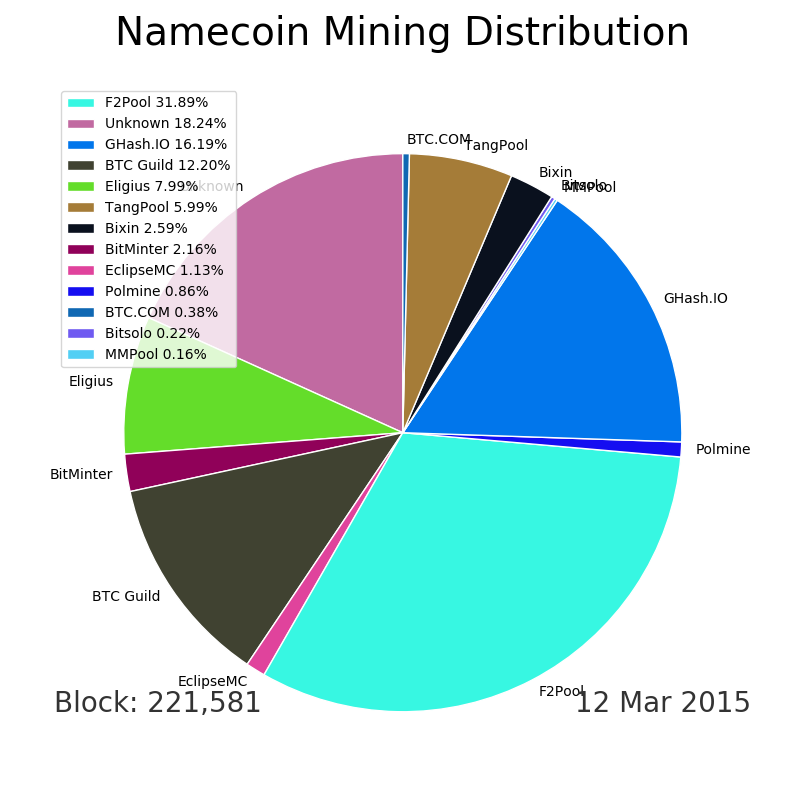 Namecoin Mining Distribution
F2Pool 31.89%
Unknown 18.24%
GHash.IO 16.19%
BTC Guild 12.20%
Eligius 7.99%
TangPool 5.99%
Bixin 2.59%
BitMinter 2.16%
EclipseMC 1.13%
Polmine 0.86%
BTC.COM 0.38%
Bitsolo 0.22%
MMPool 0.16%
BTC.COM
TangPool
Bixin
Bitsolo
MMPool
Unknown
GHash.IO
Eligius
Polmine
BitMinter
BTC Guild
EclipseMC
F2Pool
Block: 221,581
12 Mar 2015